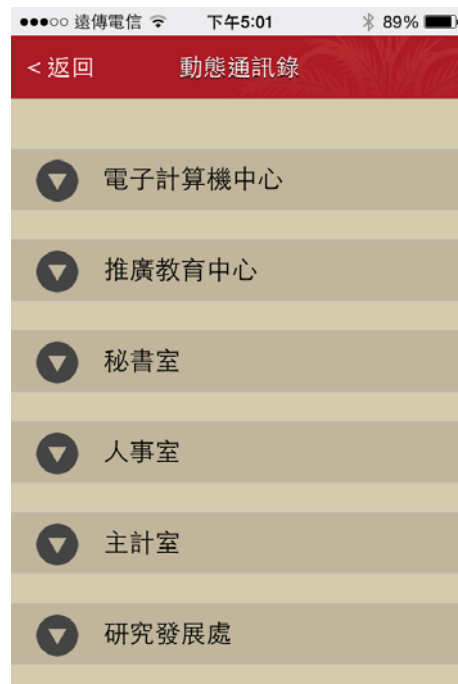 ●●●○○ 遠傳電信 下午5:01 89%
< 返回 動態通訊錄
電子計算機中心
推廣教育中心
秘書室
人事室
主計室
研究發展處